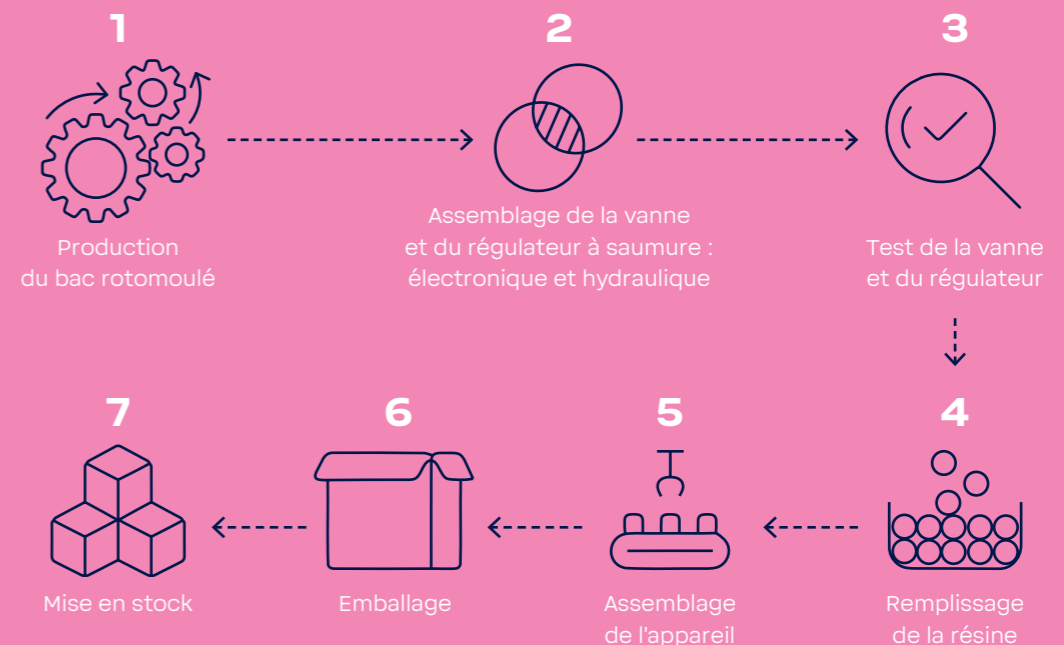 1
Production
du bac rotomoulé
2
Assemblage de la vanne
et du régulateur à saumure :
électronique et hydraulique
3
Test de la vanne
et du régulateur
4
Remplissage
de la résine
5
Assemblage
de l'appareil
6
Emballage
7
Mise en stock